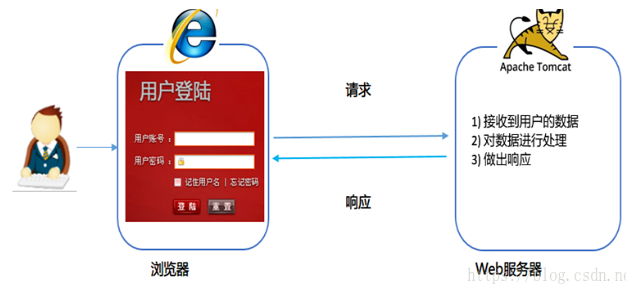 Apache Tomcat
用户登陆
用户账号：
用户密码：
记住用户名 | 忘记密码
登 陆
重 置
请求
响应
1) 接收到用户的数据
2) 对数据进行处理
3) 做出响应
浏览器
Web服务器
https://blog.csdn.ne